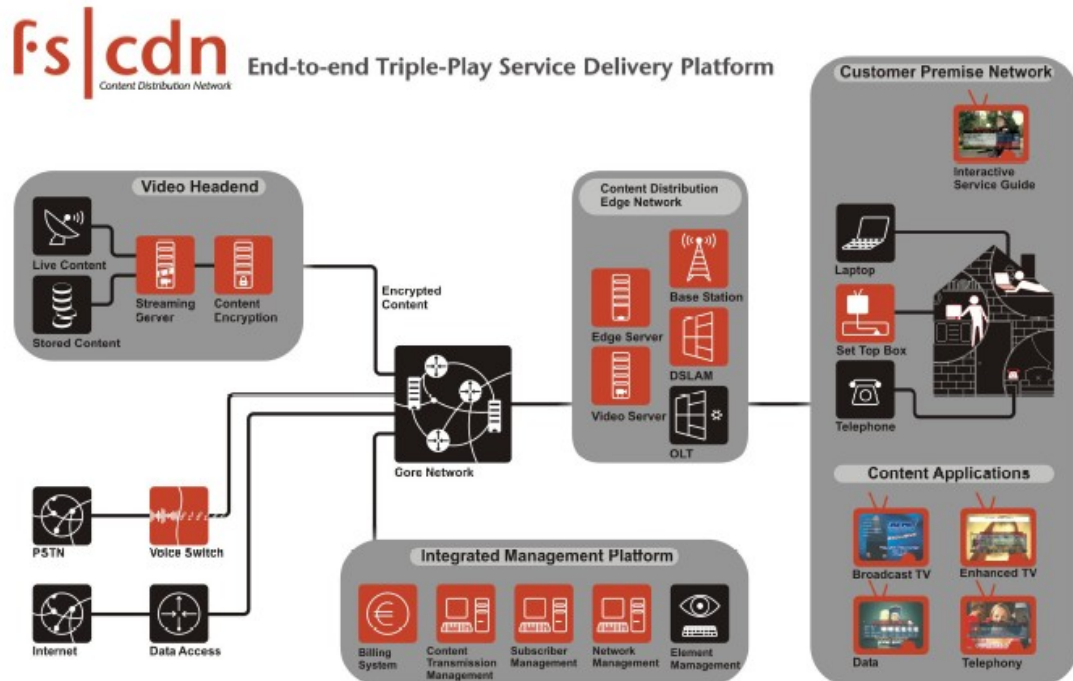 fs|cdn
Content Distribution Network
End-to-end Triple-Play Service Delivery Platform
Video Headend
Live Content
Stored Content
Streaming
Server
Content
Encryption
Encrypted
Content
Gore Network
PSTN
Voice Switch
Internet
Data Access
Content Distribution
Edge Network
Base Station
Edge Server
DSLAM
Video Server
OLT
Integrated Management Platform
Billing
System
Content
Transmission
Management
Subscriber
Management
Network
Management
Element
Management
Customer Premise Network
Interactive
Service Guide
Laptop
Set Top Box
Telephone
Content Applications
Broadcast TV
Enhanced TV
Data
Telephony